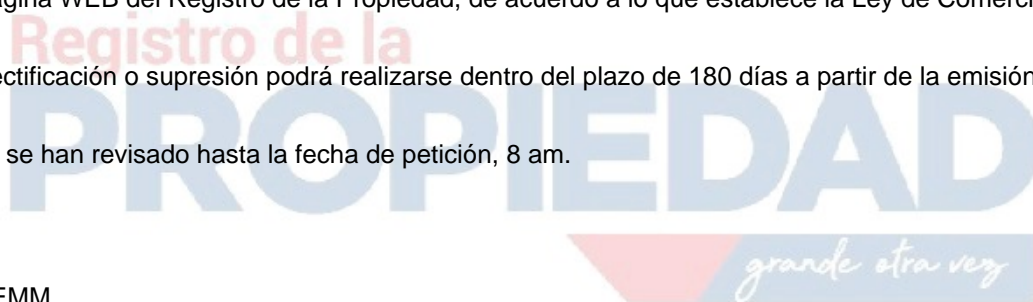 ágina WEB del Registro de la Propiedad, de acuerdo a lo que establece la Ley de Comerci
Registro de la
ectificación o supresión podrá realizarse dentro del plazo de 180 días a partir de la emisión
PROPIEDAD
se han revisado hasta la fecha de petición, 8 am.
grande otra vez
EMM